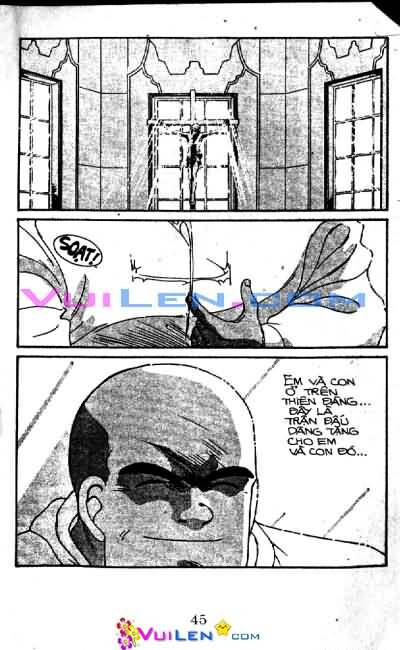 SOẠT!
VUILEN.COM
EM VÀ CON
Ở TRÊN
THIÊN ĐÀNG...
ĐÂY LÀ
TRẬN ĐẤU
DÀNH TẶNG
CHO EM
VÀ CON ĐÓ...
45
VUILEN.COM